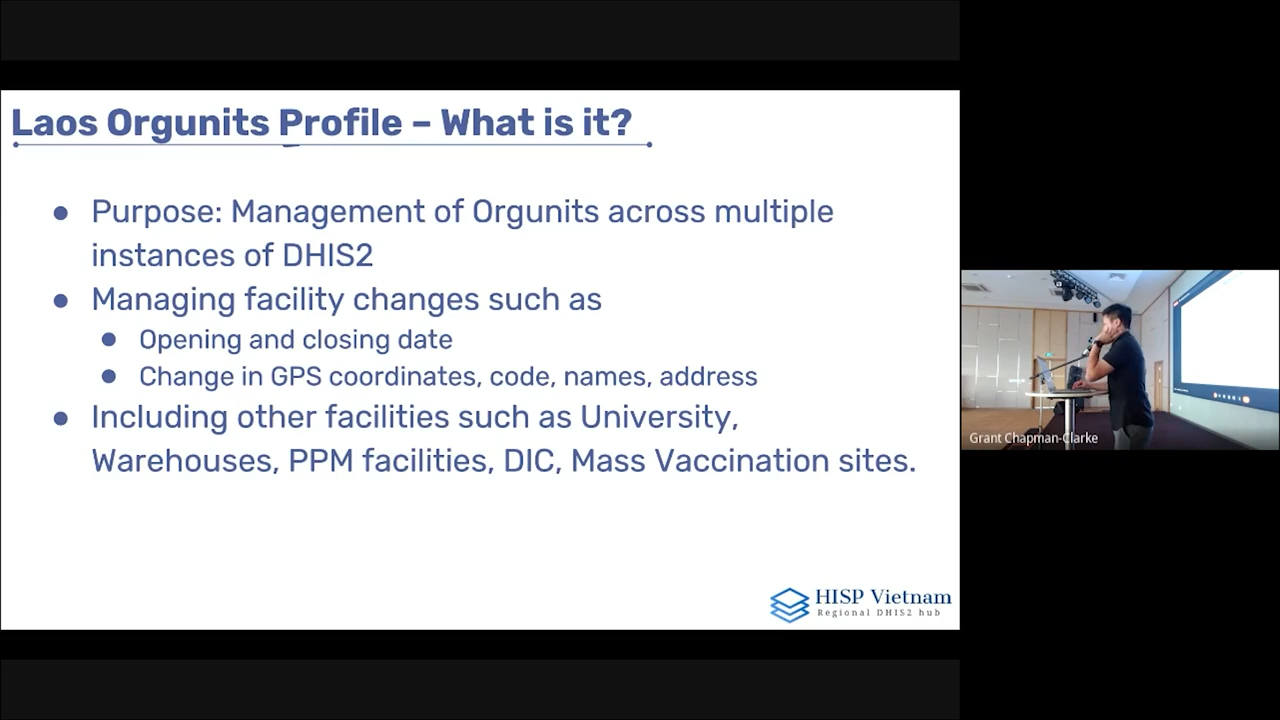 Laos Orgunits Profile – What is it?
● Purpose: Management of Orgunits across multiple
instances of DHIS2
● Managing facility changes such as
● Opening and closing date
● Change in GPS coordinates, code, names, address
● Including other facilities such as University,
Warehouses, PPM facilities, DIC, Mass Vaccination sites.
HISP Vietnam
Regional DHIS2 hub
Grant Chapman-Clarke